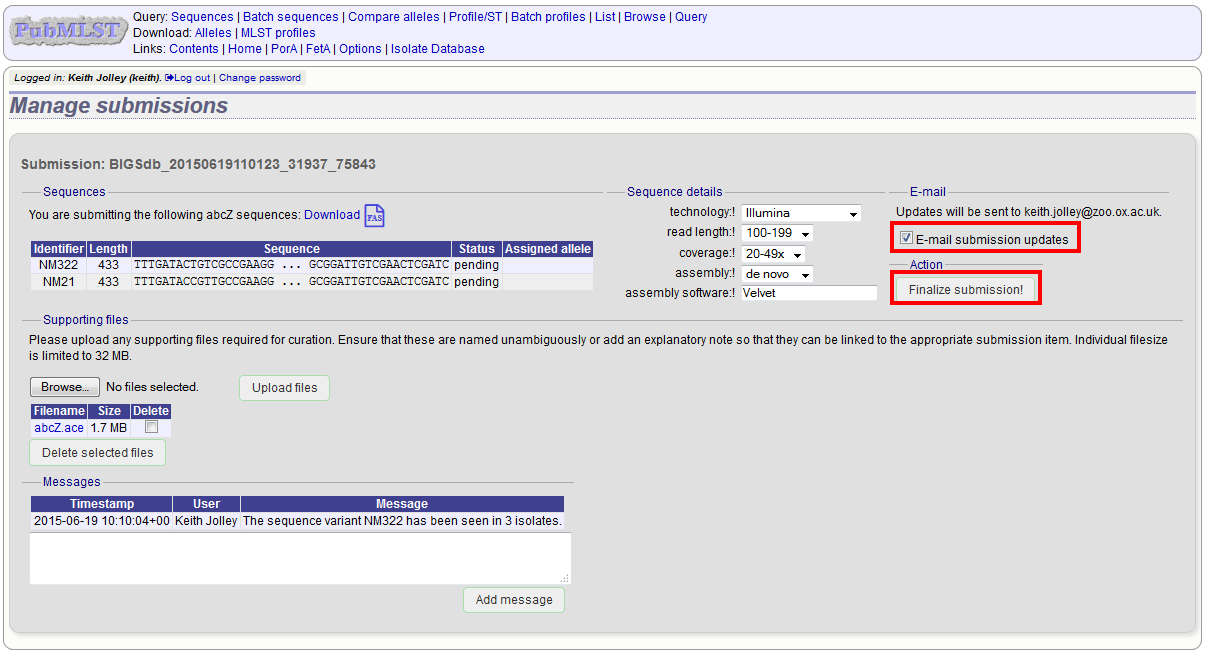 PubMLST
Query: Sequences | Batch sequences | Compare alleles | Profile/ST | Batch profiles | List | Browse | Query
Download: Alleles | MLST profiles
Links: Contents | Home | PorA | FetA | Options | Isolate Database
Logged in: Keith Jolley (keith). Log out | Change password
Manage submissions
Submission: BIGSdb_20150619110123_31937_75843
Sequences
You are submitting the following abcZ sequences: Download FAS
Identifier Length Sequence Status Assigned allele
NM322 433 TTTGATACTGTCGCCGAAGG ... GCGGATTGTCGAACTCGATC pending
NM21 433 TTTGATACCGTTGCCGAAGG ... GCGGATTGTCGAACTCGATC pending
Sequence details
technology:! Illumina
read length:! 100-199
coverage:! 20-49x
assembly:! de novo
assembly software:! Velvet
E-mail
Updates will be sent to keith.jolley@zoo.ox.ac.uk.
E-mail submission updates
Action
Finalize submission!
Supporting files
Please upload any supporting files required for curation. Ensure that these are named unambiguously or add an explanatory note so that they can be linked to the appropriate submission item. Individual filesize
is limited to 32 MB.
Browse... No files selected. Upload files
Filename Size Delete
abcZ.ace 1.7 MB
Delete selected files
Messages
Timestamp User Message
2015-06-19 10:10:04+00 Keith Jolley The sequence variant NM322 has been seen in 3 isolates.
Add message